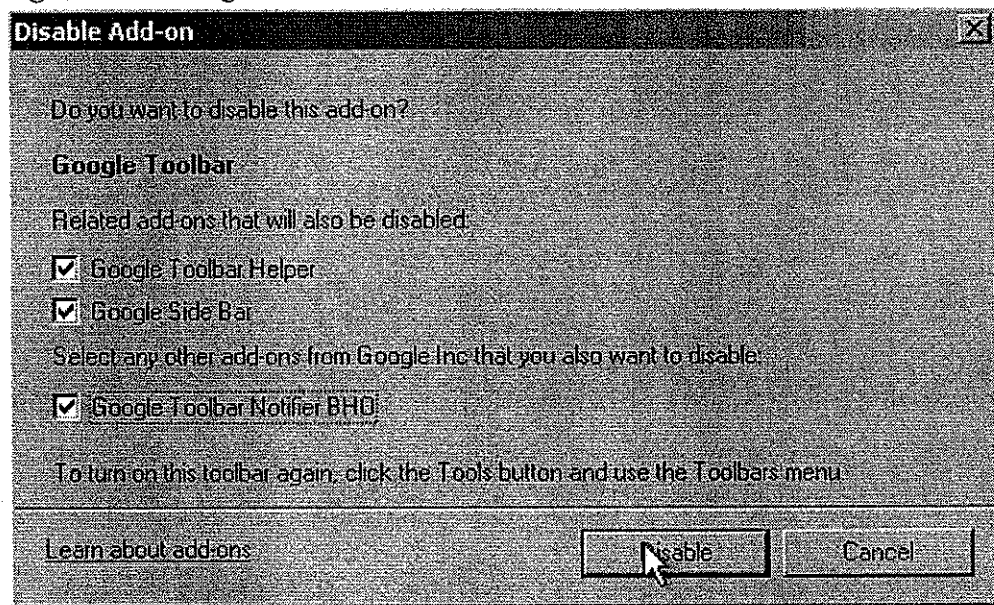 Disable Add-on
Do you want to disable this add-on?
Google Toolbar
Related add-ons that will also be disabled:
Google Toolbar Helper
Google Side Bar
Select any other add-ons from Google Inc that you also want to disable:
Google Toolbar Notifier BHO
To turn on this toolbar again, click the Tools button and use the Toolbars menu
Learn about add-ons
Disable Cancel